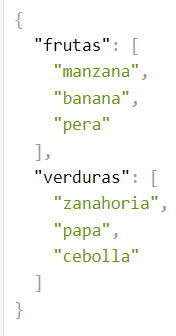 {
  "frutas": [
    "manzana",
    "banana",
    "pera"
  ],
  "verduras": [
    "zanahoria",
    "papa",
    "cebolla"
  ]
}